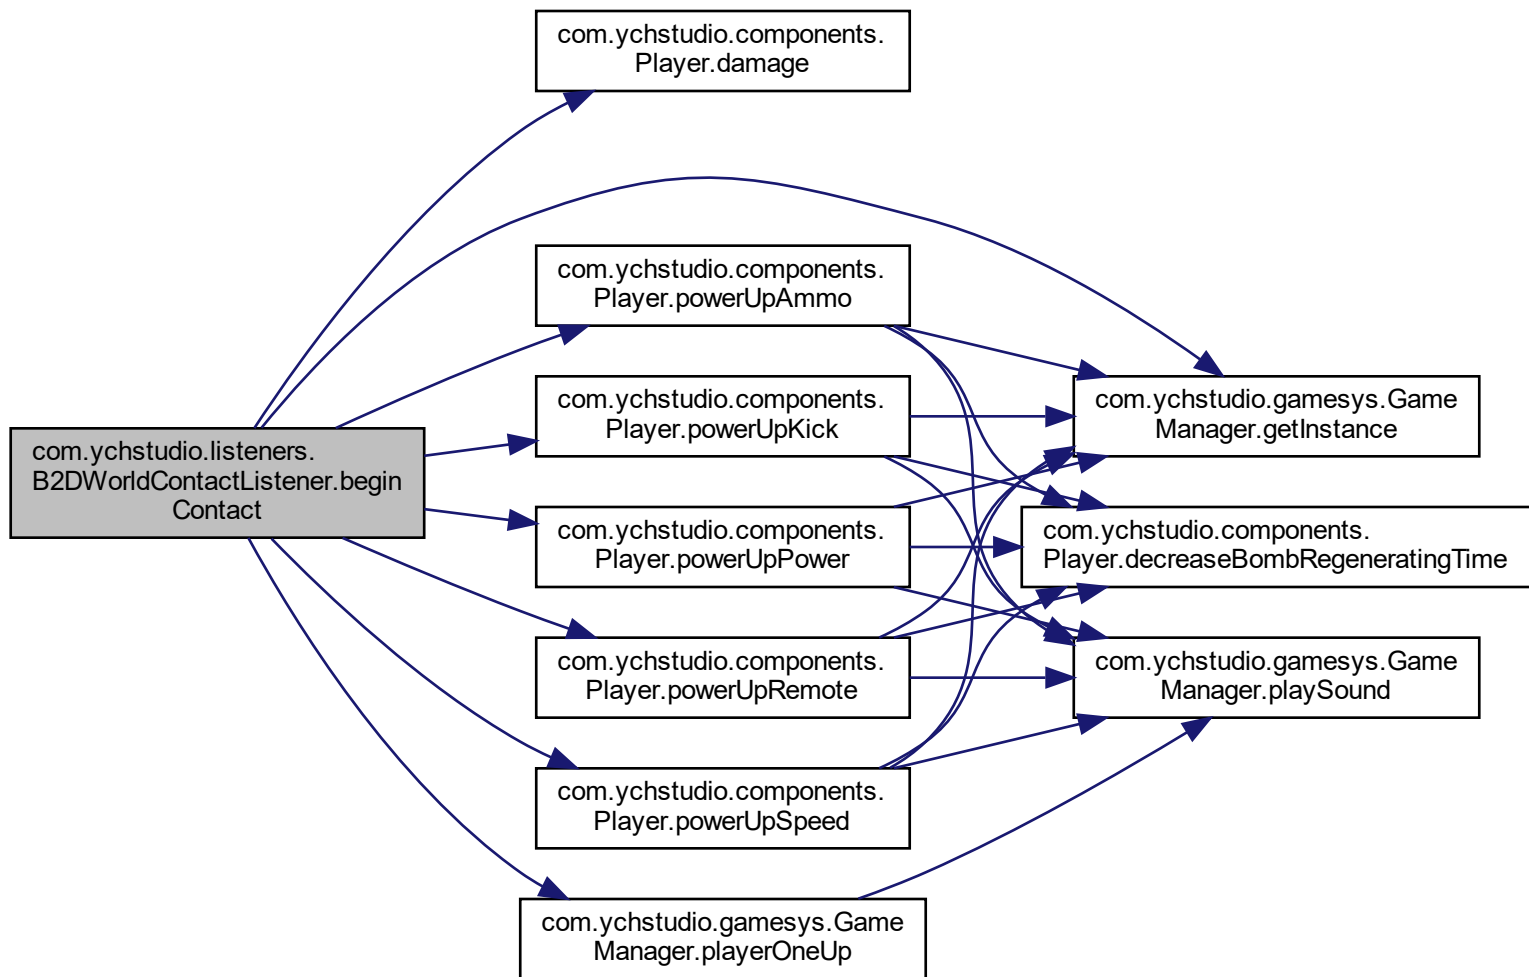 com.ychstudio.components.
Player.damage
com.ychstudio.components.
Player.powerUpAmmo
com.ychstudio.components.
Player.powerUpKick
com.ychstudio.gamesys.Game
Manager.getInstance
com.ychstudio.listeners.
B2DWorldContactListener.begin
Contact
com.ychstudio.components.
Player.powerUpPower
com.ychstudio.components.
Player.decreaseBombRegeneratingTime
com.ychstudio.components.
Player.powerUpRemote
com.ychstudio.gamesys.Game
Manager.playSound
com.ychstudio.components.
Player.powerUpSpeed
com.ychstudio.gamesys.Game
Manager.playerOneUp